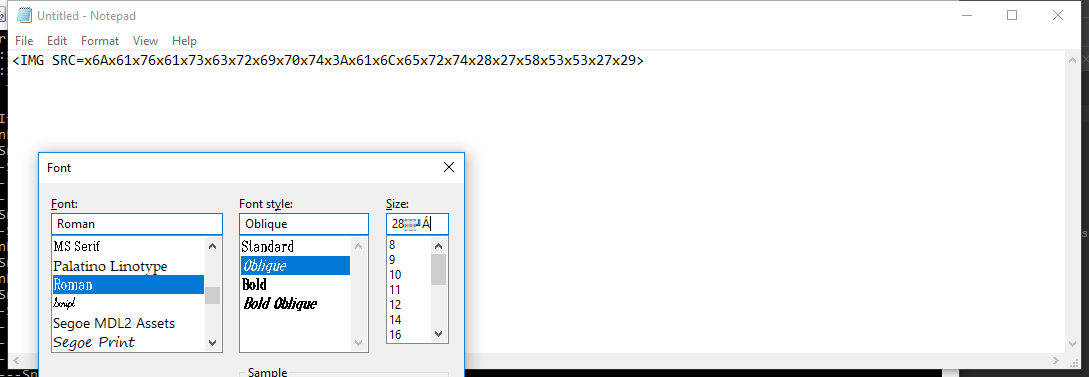 Untitled - Notepad
File Edit Format View Help
<IMG SRC=x6Ax61x76x61x73x63x72x69x70x74x3Ax61x6Cx65x72x74x28x27x58x53x53x27x29>
Font
Font: Font style: Size:
Roman Oblique 28 Á
MS Serif Standard 8
Palatino Linotype Oblique 9
Roman Bold 10
Script Bold Oblique 11
Segoe MDL2 Assets 12
Segoe Print 14
16
Sample